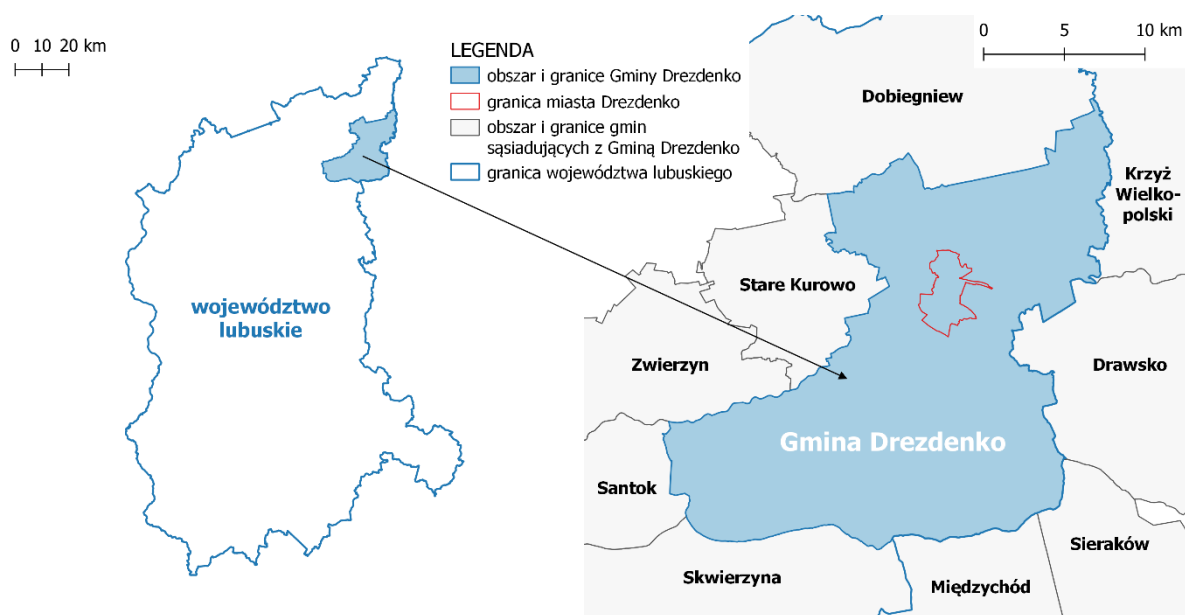 0 10 20 km
województwo
lubuskie
LEGENDA
obszar i granice Gminy Drezdenko
granica miasta Drezdenko
obszar i granice gmin
sąsiadujących z Gminą Drezdenko
granica województwa lubuskiego
0 5 10 km
Dobiegniew
Krzyż
Wielko-
polski
Stare Kurowo
Zwierzyn
Drawsko
Gmina Drezdenko
Santok
Sieraków
Skwierzyna
Międzychód